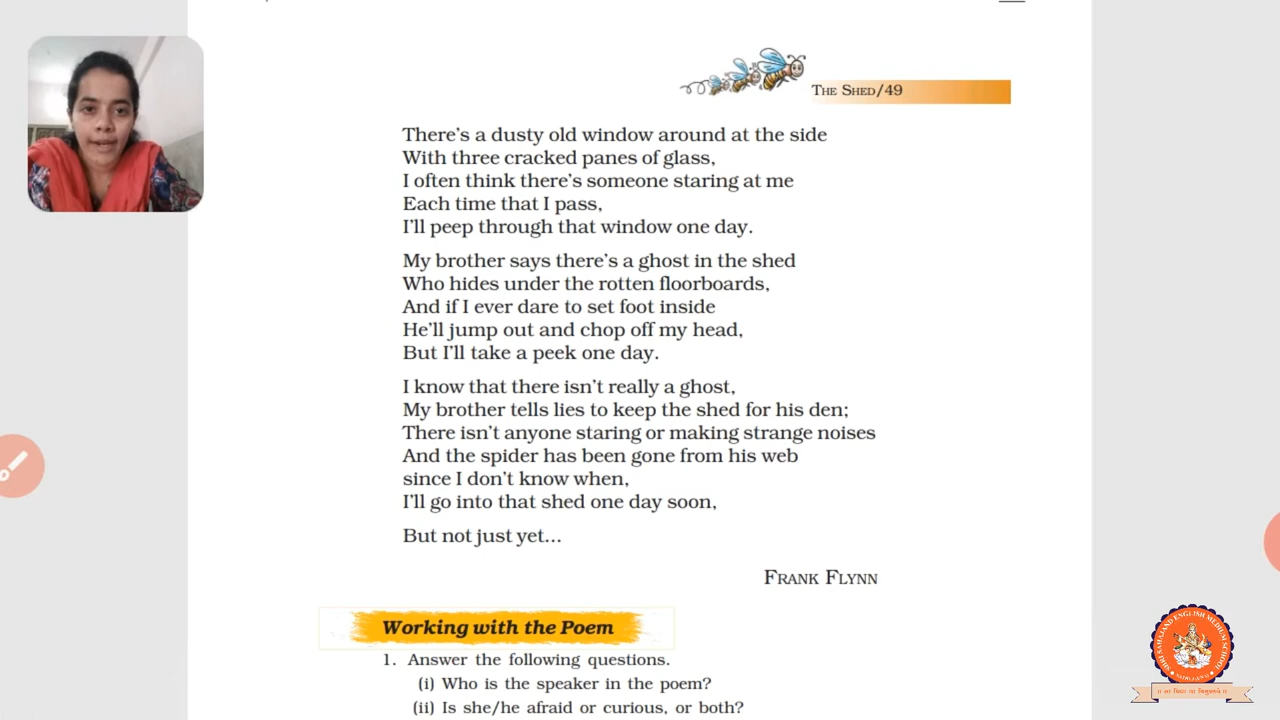 The Shed/49
There's a dusty old window around at the side
With three cracked panes of glass,
I often think there's someone staring at me
Each time that I pass,
I'll peep through that window one day.
My brother says there's a ghost in the shed
Who hides under the rotten floorboards,
And if I ever dare to set foot inside
He'll jump out and chop off my head,
But I'll take a peek one day.
I know that there isn't really a ghost,
My brother tells lies to keep the shed for his den;
There isn't anyone staring or making strange noises
And the spider has been gone from his web
since I don't know when,
I'll go into that shed one day soon,
But not just yet...
Frank Flynn
Working with the Poem
1. Answer the following questions.
(i) Who is the speaker in the poem?
(ii) Is she/he afraid or curious, or both?
SHRI SAHAJANAND ENGLISH MEDIUM SCHOOL